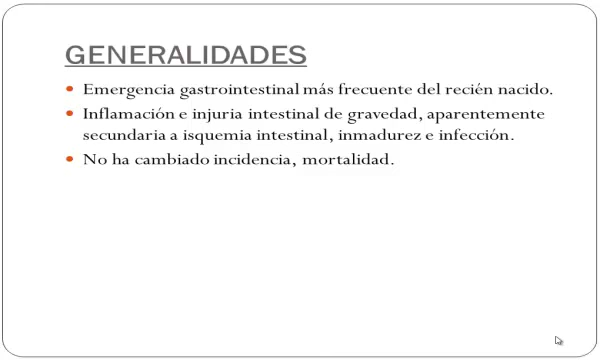 GENERALIDADES
• Emergencia gastrointestinal más frecuente del recién nacido.
• Inflamación e injuria intestinal de gravedad, aparentemente
secundaria a isquemia intestinal, inmadurez e infección.
• No ha cambiado incidencia, mortalidad.